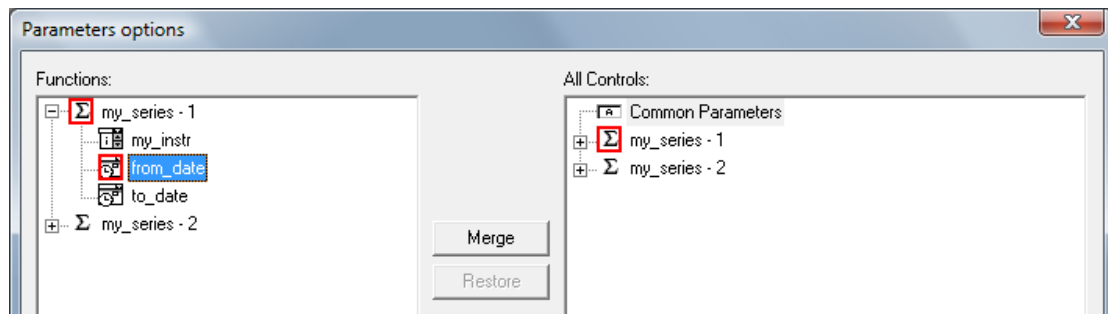 Parameters options
Functions:
Σ my_series - 1
my_instr
from_date
to_date
Σ my_series - 2
Merge
Restore
All Controls:
A Common Parameters
Σ my_series - 1
Σ my_series - 2